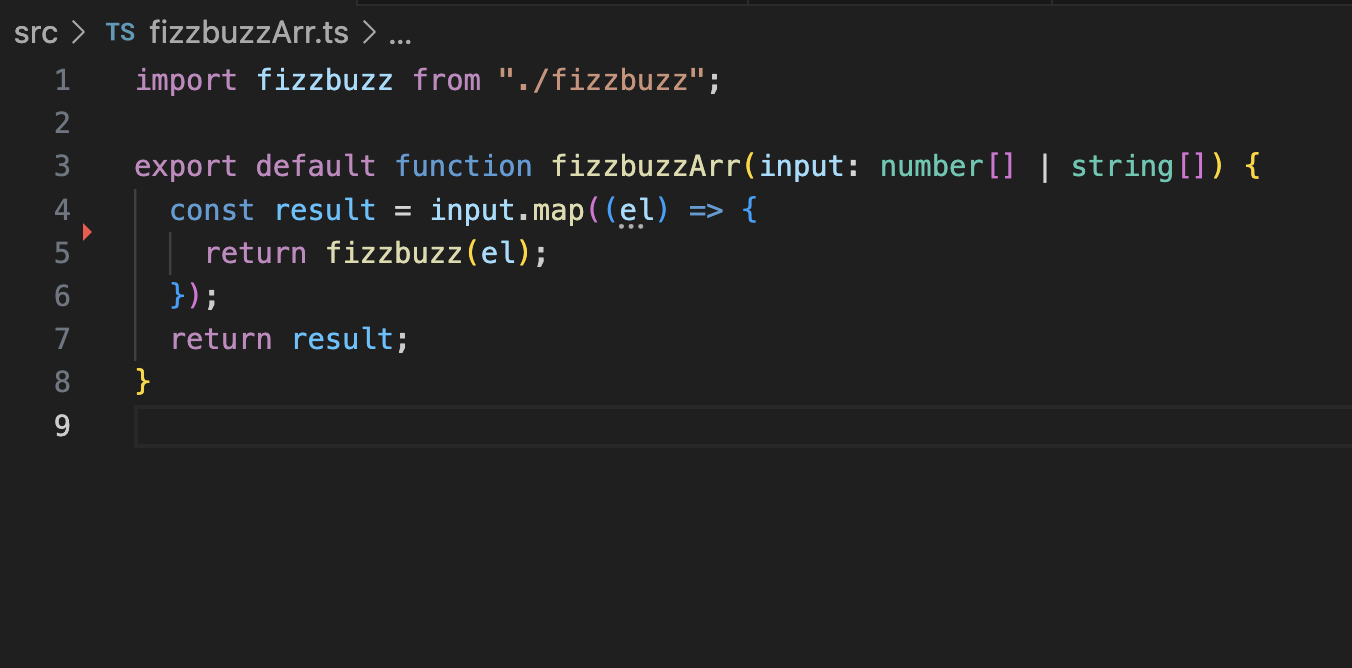 src > TS fizzbuzzArr.ts > ...
1 import fizzbuzz from "./fizzbuzz";
2
3 export default function fizzbuzzArr(input: number[] | string[]) {
4   const result = input.map((el) => {
5     return fizzbuzz(el);
6   });
7   return result;
8 }
9